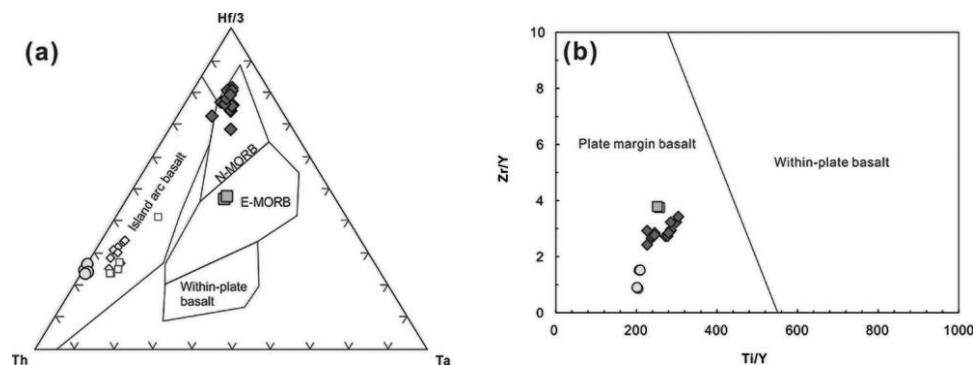 Hf/3
(a)
Island arc basalt
N-MORB
E-MORB
Within-plate
basalt
Th
Ta
(b)
10
8
6
4
2
0
Zr/Y
Plate margin basalt
Within-plate basalt
0
200
400
600
800
1000
Ti/Y